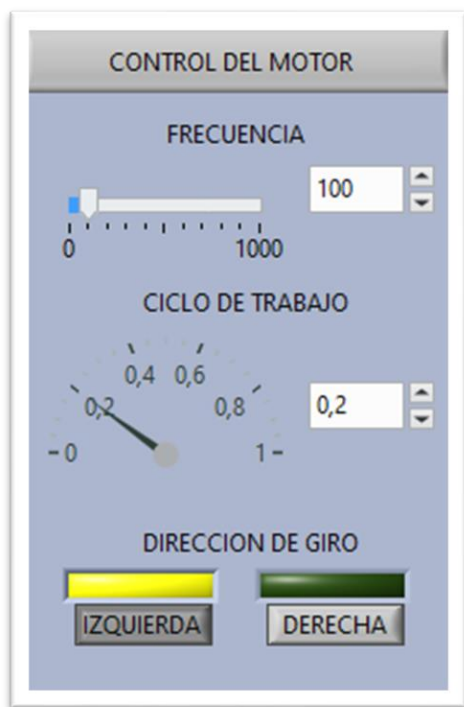 CONTROL DEL MOTOR
FRECUENCIA
100
0 1000
CICLO DE TRABAJO
0,4 0,6
0,2 0,8
0,2
0 1
DIRECCION DE GIRO
IZQUIERDA DERECHA